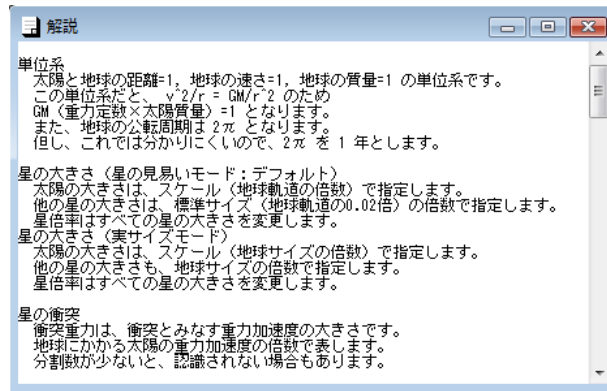 解説
単位系
太陽と地球の距離=1, 地球の速さ=1, 地球の質量=1 の単位系です。
この単位系だと、 v^2/r = GM/r^2 のため
GM（重力定数×太陽質量）=1 となります。
また、地球の公転周期は 2π となります。
但し、これでは分かりにくいので、2π を 1 年とします。
星の大きさ（星の見易いモード：デフォルト）
太陽の大きさは、スケール（地球軌道の倍数）で指定します。
他の星の大きさは、標準サイズ（地球軌道の0.02倍）の倍数で指定します。
星倍率はすべての星の大きさを変更します。
星の大きさ（実サイズモード）
太陽の大きさは、スケール（地球サイズの倍数）で指定します。
他の星の大きさも、地球サイズの倍数で指定します。
星倍率はすべての星の大きさを変更します。
星の衝突
衝突重力は、衝突とみなす重力加速度の大きさです。
地球にかかる太陽の重力加速度の倍数で表します。
分割数が少ないと、認識されない場合もあります。